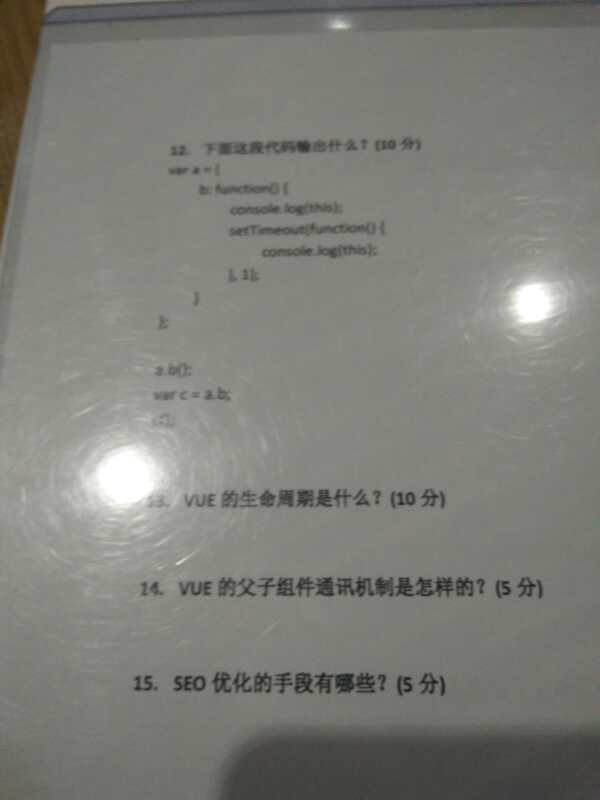 12. 下面这段代码输出什么？(10 分)
var a = {
b: function() {
console.log(this);
setTimeout(function() {
console.log(this);
}, 1);
}
};
a.b();
var c = a.b;
c();
13. VUE 的生命周期是什么？(10 分)
14. VUE 的父子组件通讯机制是怎样的？(5 分)
15. SEO 优化的手段有哪些？(5 分)